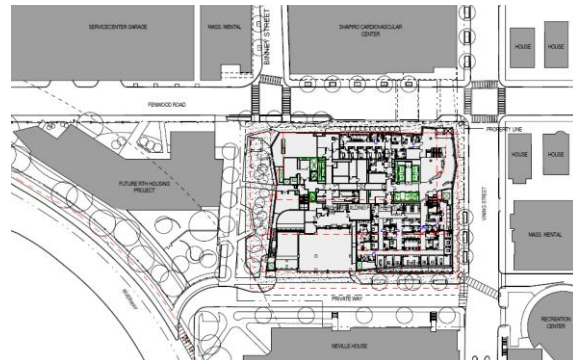 SERVICECENTER GARAGE
MASS. MENTAL
BINNEY STREET
SHAPIRO CARDIOVASCULAR
CENTER
HOUSE
HOUSE
FENWOOD ROAD
PROPERTY LINE
FUTURE RTH HOUSING
PROJECT
HOUSE
HOUSE
VINING STREET
MASS. MENTAL
RIVERWAY
PRIVATE WAY
NEVILLE HOUSE
RECREATION
CENTER